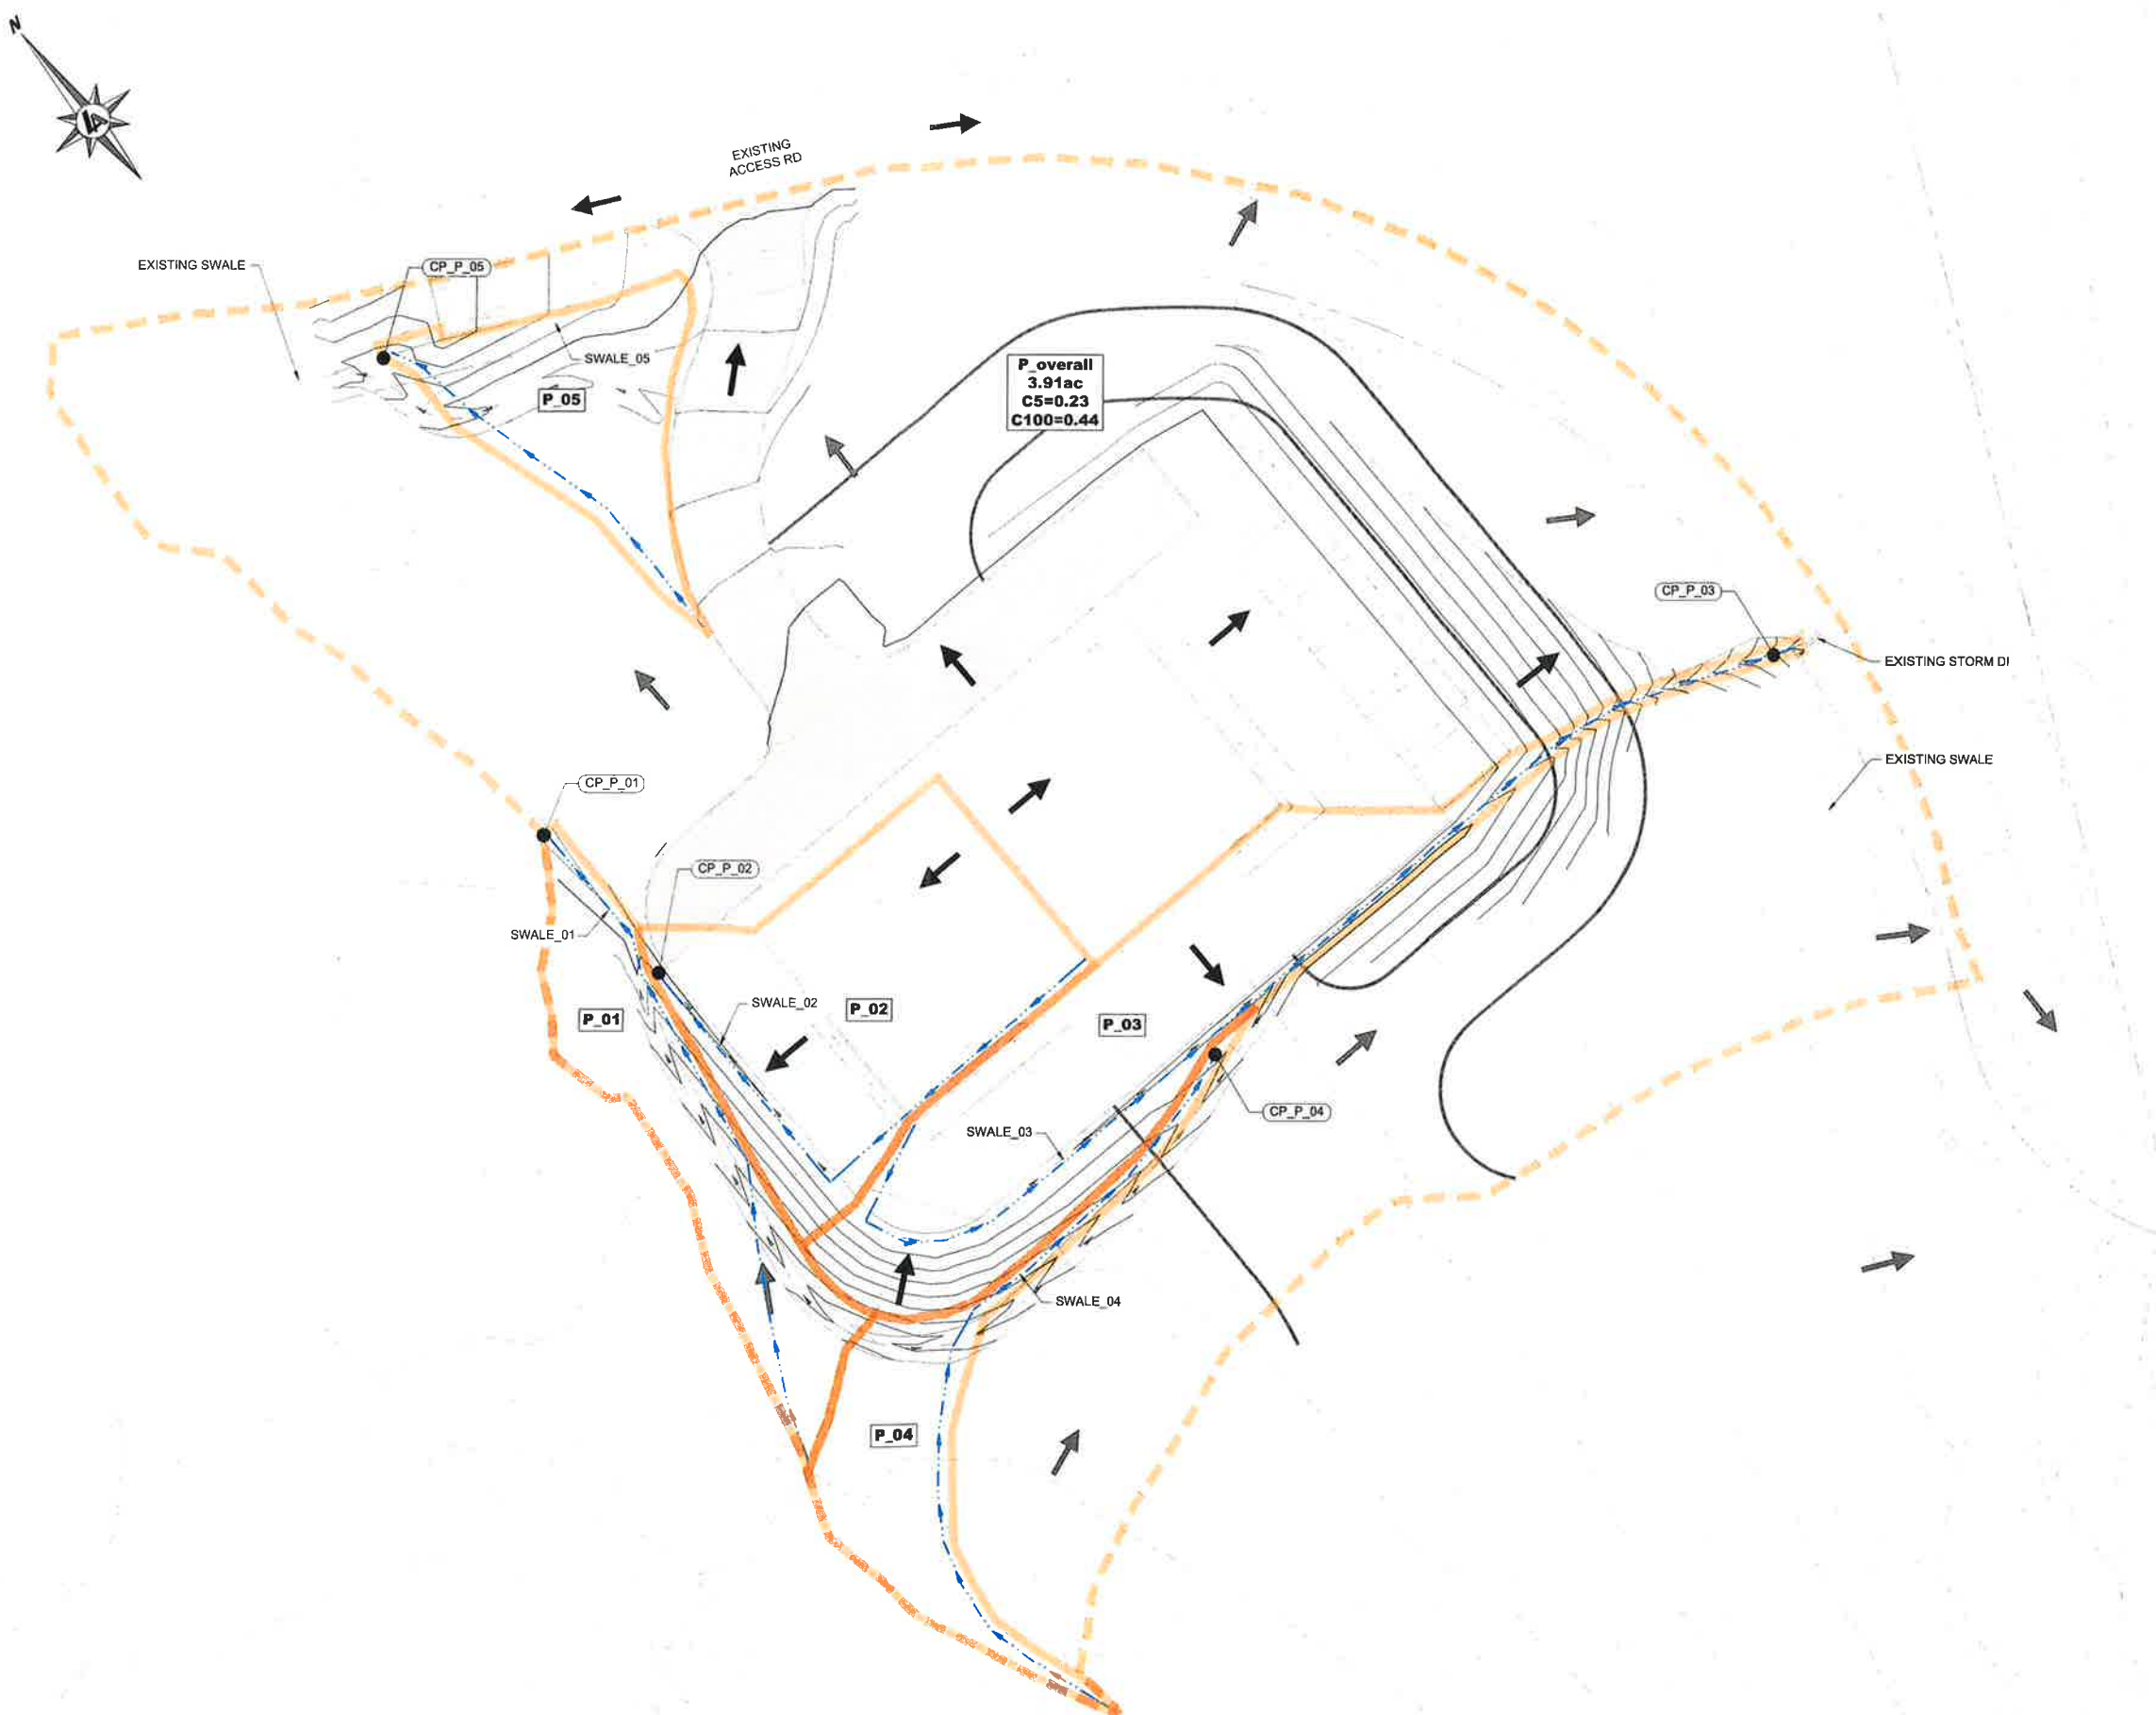 N
EXISTING
ACCESS RD
EXISTING SWALE
CP_P_05
SWALE_05
P_05
P_overall
3.91ac
C5=0.23
C100=0.44
CP_P_03
EXISTING STORM DI
EXISTING SWALE
CP_P_01
CP_P_02
SWALE_01
SWALE_02
P_01
P_02
P_03
SWALE_03
CP_P_04
SWALE_04
P_04